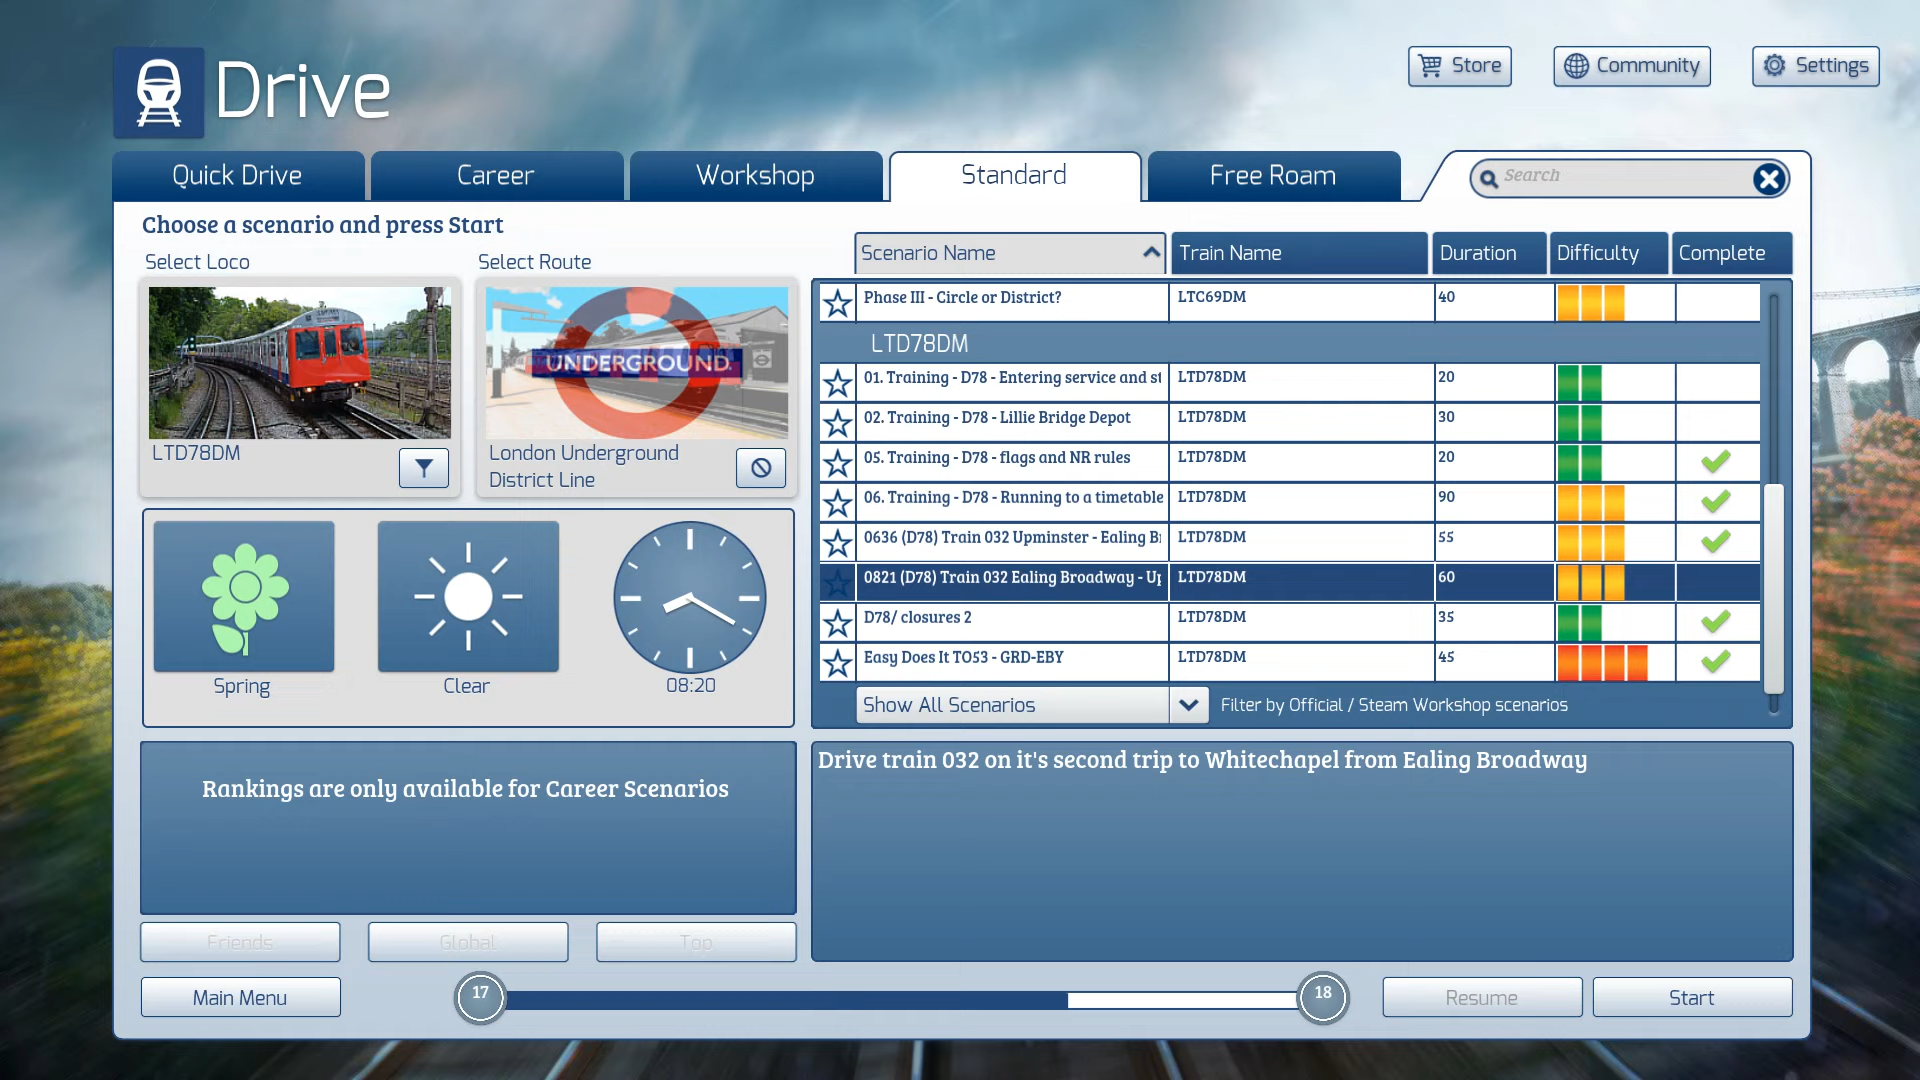 Drive
Store
Community
Settings
Quick Drive
Career
Workshop
Standard
Free Roam
Search
Choose a scenario and press Start
Select Loco
Select Route
UNDERGROUND
LTD78DM
London Underground
District Line
Spring
Clear
08:20
Scenario Name
Train Name
Duration
Difficulty
Complete
Phase III - Circle or District? LTC69DM 40
LTD78DM
01. Training - D78 - Entering service and st LTD78DM 20
02. Training - D78 - Lillie Bridge Depot LTD78DM 30
05. Training - D78 - flags and NR rules LTD78DM 20
06. Training - D78 - Running to a timetable LTD78DM 90
0636 (D78) Train 032 Upminster - Ealing B LTD78DM 55
0821 (D78) Train 032 Ealing Broadway - Up LTD78DM 60
D78/ closures 2 LTD78DM 35
Easy Does It TO53 - GRD-EBY LTD78DM 45
Show All Scenarios
Filter by Official / Steam Workshop scenarios
Rankings are only available for Career Scenarios
Drive train 032 on it's second trip to Whitechapel from Ealing Broadway
Friends
Global
Top
Main Menu
17
18
Resume
Start